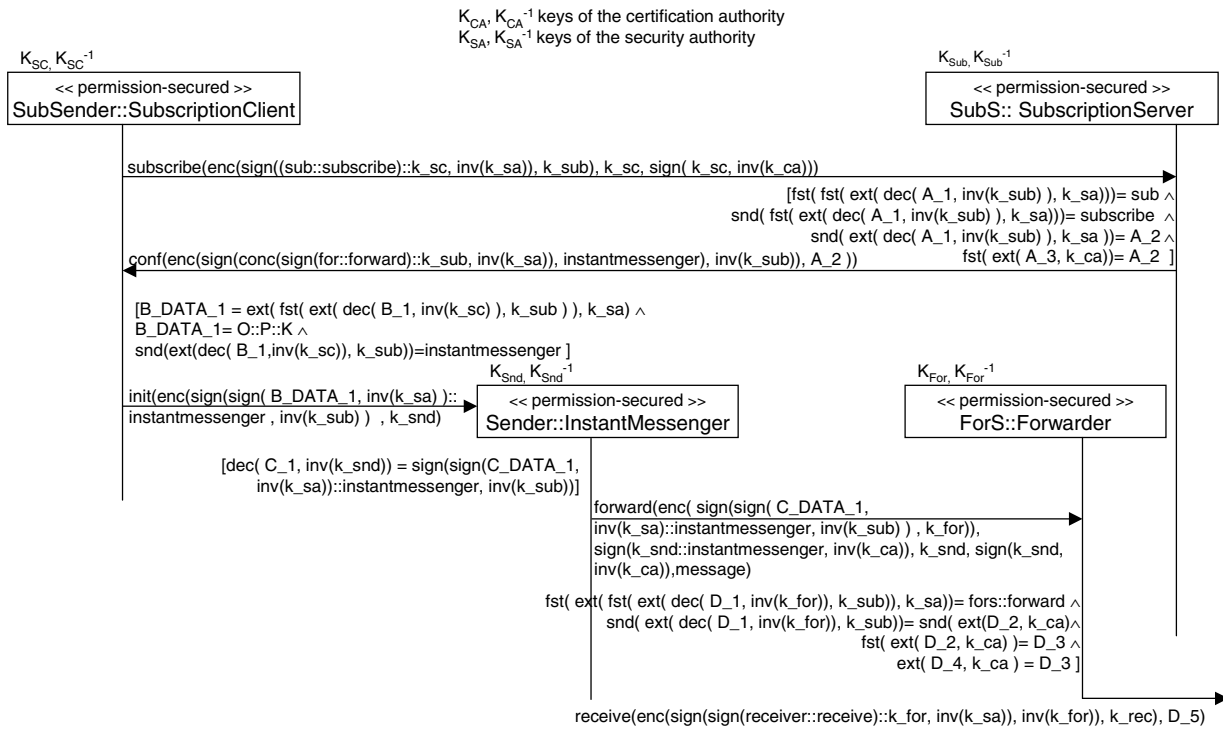 K_CA, K_CA^-1 keys of the certification authority
K_SA, K_SA^-1 keys of the security authority
K_SC, K_SC^-1
K_Sub, K_Sub^-1
<< permission-secured >>
SubSender::SubscriptionClient
<< permission-secured >>
SubS:: SubscriptionServer
subscribe(enc(sign((sub::subscribe)::k_sc, inv(k_sa)), k_sub), k_sc, sign( k_sc, inv(k_ca)))
[fst( fst( ext( dec( A_1, inv(k_sub) ), k_sa)))= sub ∧
snd( fst( ext( dec( A_1, inv(k_sub) ), k_sa)))= subscribe ∧
snd( ext( dec( A_1, inv(k_sub) ), k_sa ))= A_2 ∧
fst( ext( A_3, k_ca))= A_2 ]
conf(enc(sign(conc(sign(for::forward)::k_sub, inv(k_sa)), instantmessenger), inv(k_sub)), A_2 ))
[B_DATA_1 = ext( fst( ext( dec( B_1, inv(k_sc) ), k_sub ) ), k_sa) ∧
B_DATA_1= O::P::K ∧
snd(ext(dec( B_1,inv(k_sc)), k_sub))=instantmessenger ]
K_Snd, K_Snd^-1
K_For, K_For^-1
init(enc(sign(sign( B_DATA_1, inv(k_sa) )::
instantmessenger , inv(k_sub) ) , k_snd)
<< permission-secured >>
Sender::InstantMessenger
<< permission-secured >>
ForS::Forwarder
[dec( C_1, inv(k_snd)) = sign(sign(C_DATA_1,
inv(k_sa))::instantmessenger, inv(k_sub))]
forward(enc( sign(sign( C_DATA_1,
inv(k_sa)::instantmessenger, inv(k_sub) ) , k_for)),
sign(k_snd::instantmessenger, inv(k_ca)), k_snd, sign(k_snd,
inv(k_ca)),message)
fst( ext( fst( ext( dec( D_1, inv(k_for)), k_sub)), k_sa))= fors::forward ∧
snd( ext( dec( D_1, inv(k_for)), k_sub))= snd( ext(D_2, k_ca)∧
fst( ext( D_2, k_ca) )= D_3 ∧
ext( D_4, k_ca ) = D_3 ]
receive(enc(sign(sign(receiver::receive)::k_for, inv(k_sa)), inv(k_for)), k_rec), D_5)